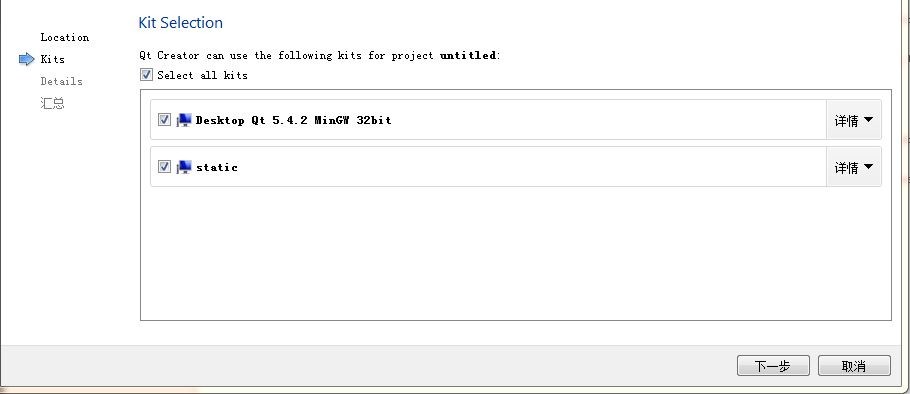 Kit Selection
Location
Kits
Details
汇总
Qt Creator can use the following kits for project untitled:
Select all kits
Desktop Qt 5.4.2 MinGW 32bit
详情
static
详情
下一步
取消